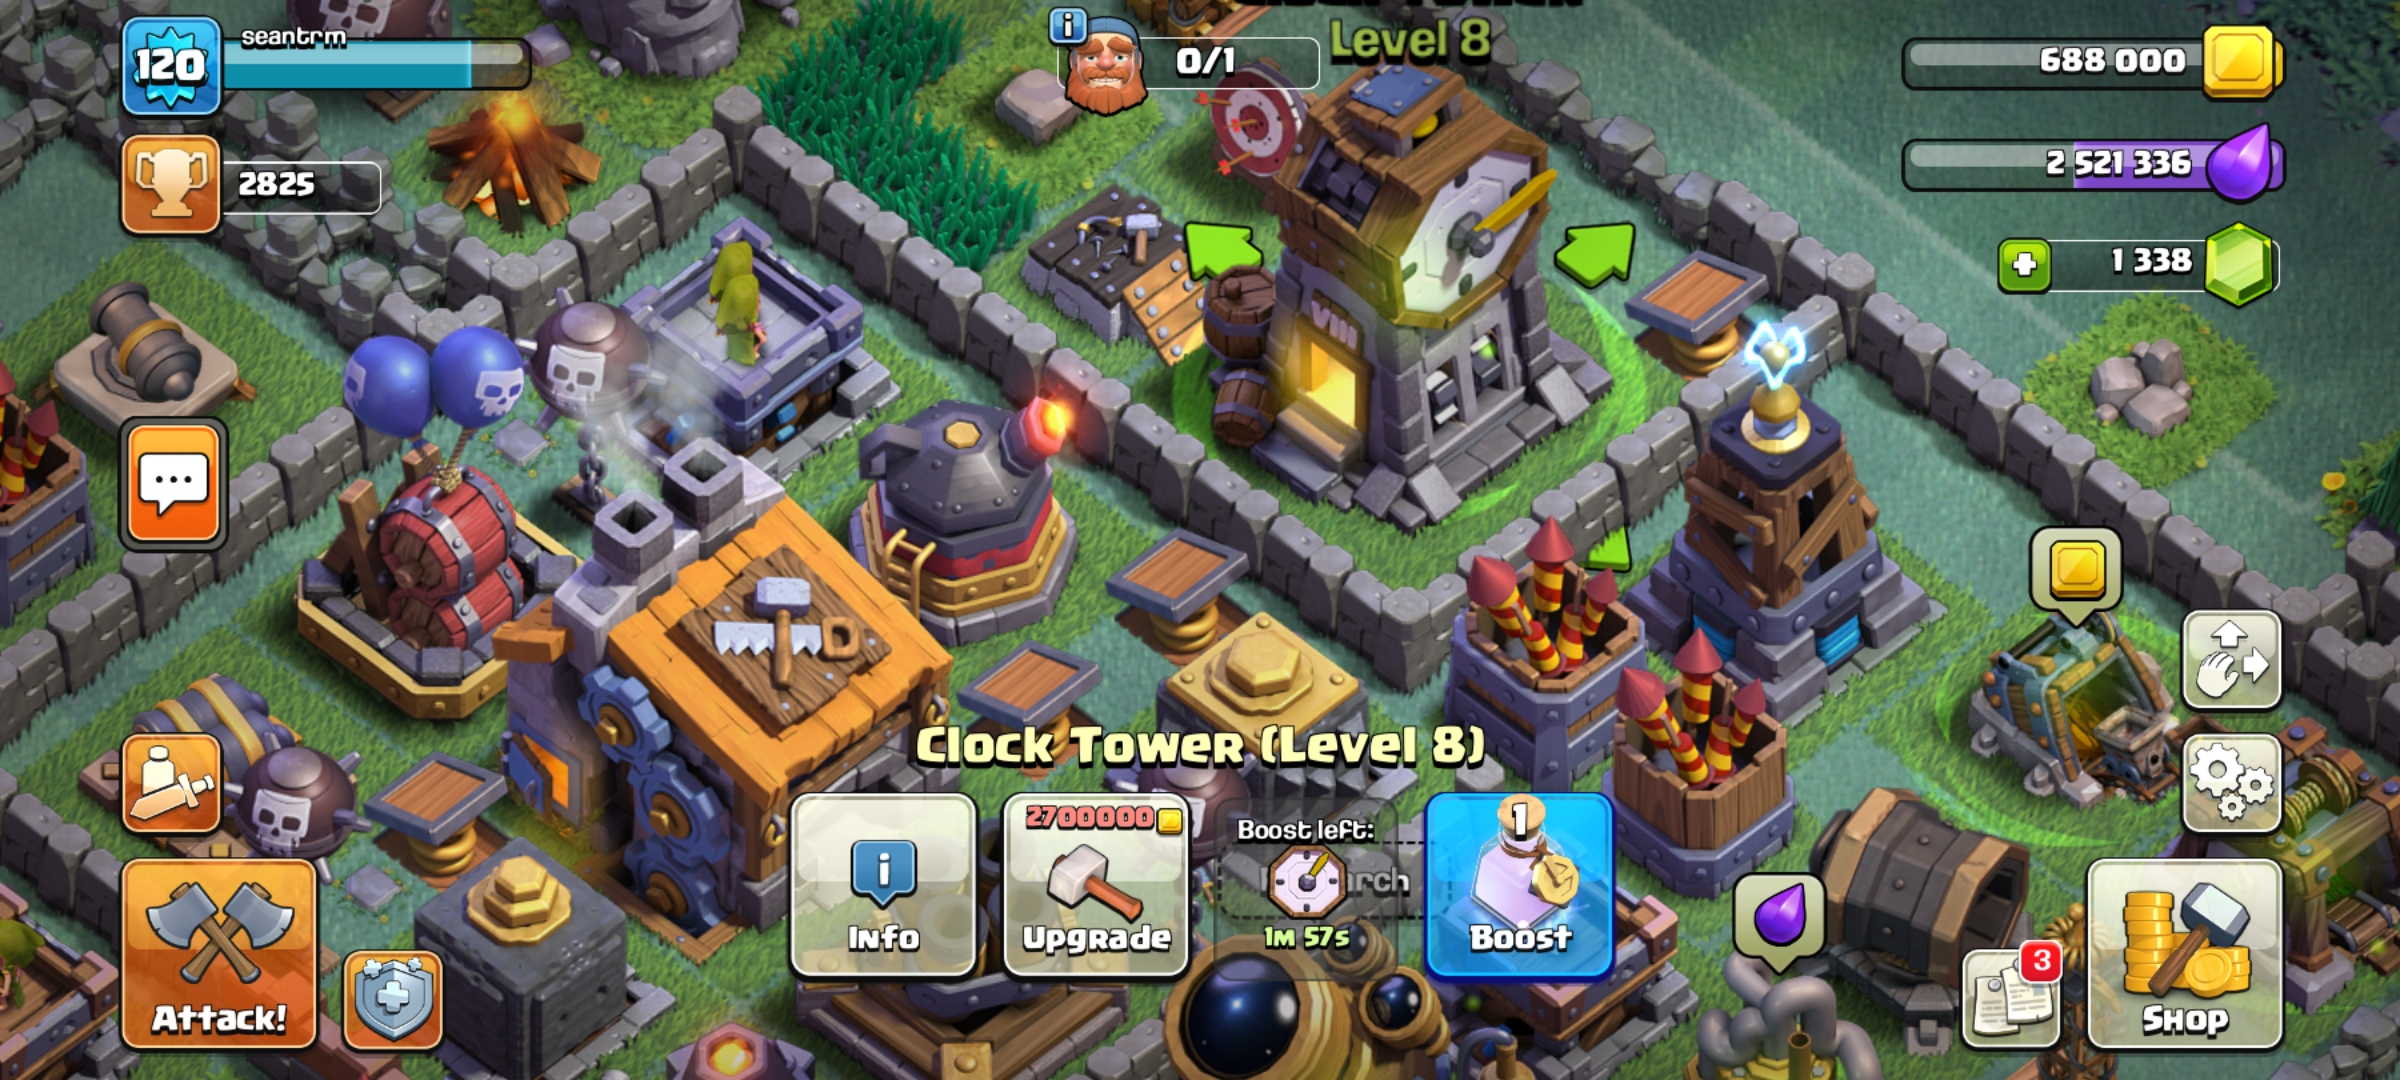 seantrm
120
2825
0/1
Level 8
688 000
2 521 336
1 338
VIII
Clock Tower (Level 8)
Info
2700000
Upgrade
Boost left:
1M 57s
1
Boost
Attack!
3
Shop